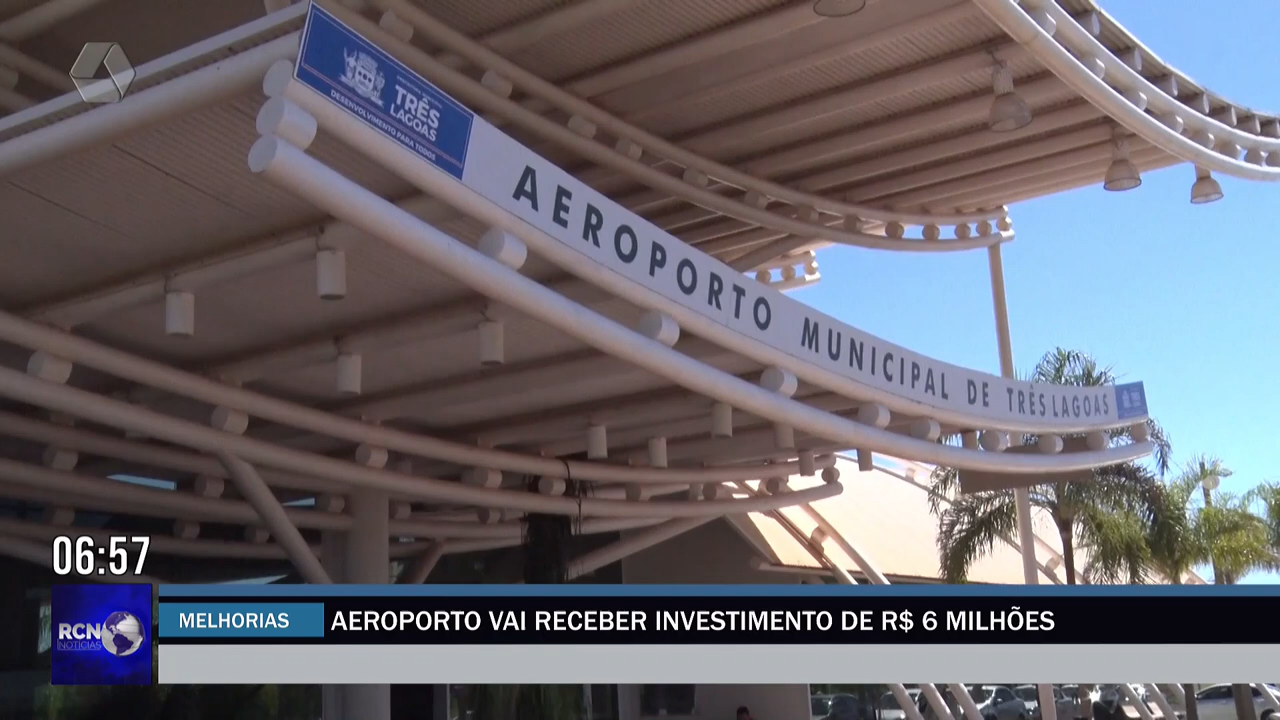 TRÊS
LAGOAS
DESENVOLVIMENTO PARA TODOS
AEROPORTO MUNICIPAL DE TRÊS LAGOAS
06:57
RCN
NOTÍCIAS
MELHORIAS
AEROPORTO VAI RECEBER INVESTIMENTO DE R$ 6 MILHÕES